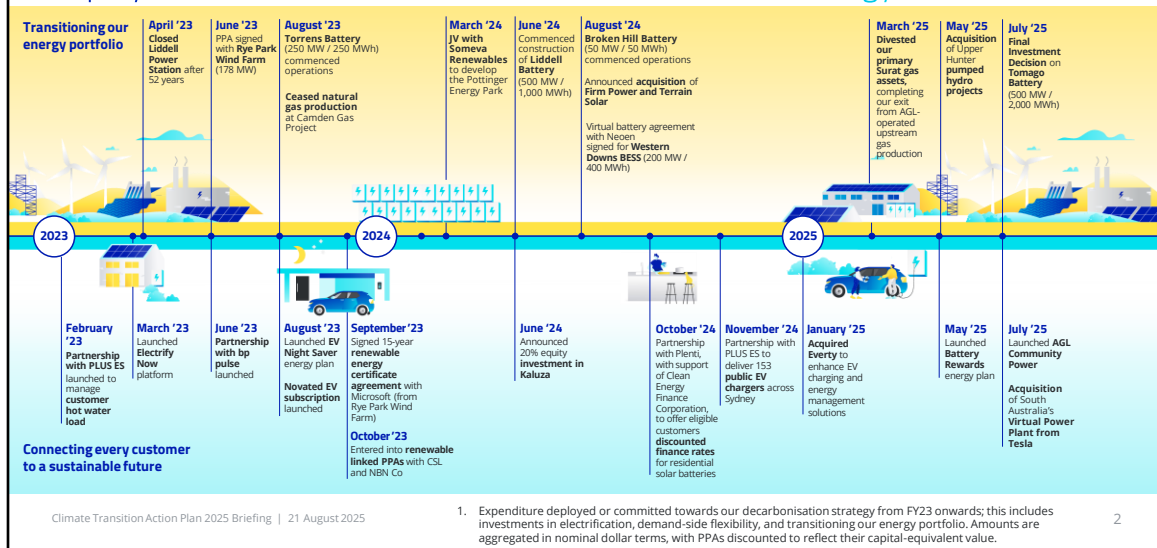 Transitioning our
energy portfolio
April ‘23
Closed
Liddell
Power
Station after
52 years
June ‘23
PPA signed
with Rye Park
Wind Farm
(178 MW)
August ‘23
Torrens Battery
(250 MW / 250 MWh)
commenced
operations
Ceased natural
gas production
at Camden Gas
Project
March ‘24
JV with
Someva
Renewables
to develop
the Pottinger
Energy Park
June ‘24
Commenced
construction
of Liddell
Battery
(500 MW /
1,000 MWh)
August ‘24
Broken Hill Battery
(50 MW / 50 MWh)
commenced operations
Announced acquisition of
Firm Power and Terrain
Solar
Virtual battery agreement
with Neoen
signed for Western
Downs BESS (200 MW /
400 MWh)
March ‘25
Divested
our
primary
Surat gas
assets,
completing
our exit
from AGL-
operated
upstream
gas
production
May ‘25
Acquisition
of Upper
Hunter
pumped
hydro
projects
July ‘25
Final
Investment
Decision on
Tomago
Battery
(500 MW /
2,000 MWh)
2023
2024
2025
February
‘23
Partnership
with PLUS ES
launched to
manage
customer
hot water
load
March ‘23
Launched
Electrify
Now
platform
June ‘23
Partnership
with bp
pulse
launched
August ‘23
Launched EV
Night Saver
energy plan
Novated EV
subscription
launched
September ‘23
Signed 15-year
renewable
energy
certificate
agreement with
Microsoft (from
Rye Park Wind
Farm)
October ‘23
Entered into renewable
linked PPAs with CSL
and NBN Co
June ‘24
Announced
20% equity
investment in
Kaluza
October ‘24
Partnership
with Plenti,
with support
of Clean
Energy
Finance
Corporation,
to offer eligible
customers
discounted
finance rates
for residential
solar batteries
November ‘24
Partnership with
PLUS ES to
deliver 153
public EV
chargers across
Sydney
January ‘25
Acquired
Everty to
enhance EV
charging and
energy
management
solutions
May ‘25
Launched
Battery
Rewards
energy plan
July ‘25
Launched AGL
Community
Power
Acquisition
of South
Australia’s
Virtual Power
Plant from
Tesla
Connecting every customer
to a sustainable future
Climate Transition Action Plan 2025 Briefing | 21 August 2025
1. Expenditure deployed or committed towards our decarbonisation strategy from FY23 onwards; this includes
investments in electrification, demand-side flexibility, and transitioning our energy portfolio. Amounts are
aggregated in nominal dollar terms, with PPAs discounted to reflect their capital-equivalent value.
2